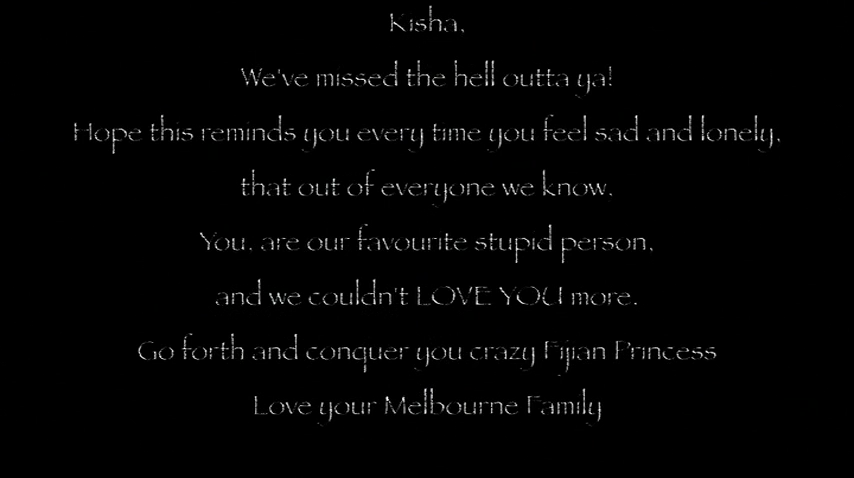 Kisha,
We've missed the hell outta ya!
Hope this reminds you every time you feel sad and lonely,
that out of everyone we know,
You, are our favourite stupid person,
and we couldn't LOVE YOU more.
Go forth and conquer you crazy Fijian Princess
Love your Melbourne Family